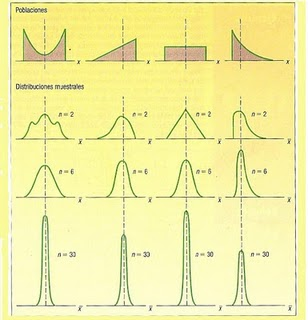 Poblaciones
x̄ x̄ x̄ x̄
Distribuciones muestrales
n = 2 n = 2 n = 2 n = 2
x̄ x̄ x̄ x̄
n = 6 n = 6 n = 6 n = 6
x̄ x̄ x̄ x̄
n = 30 n = 30 n = 30 n = 30
x̄ x̄ x̄ x̄